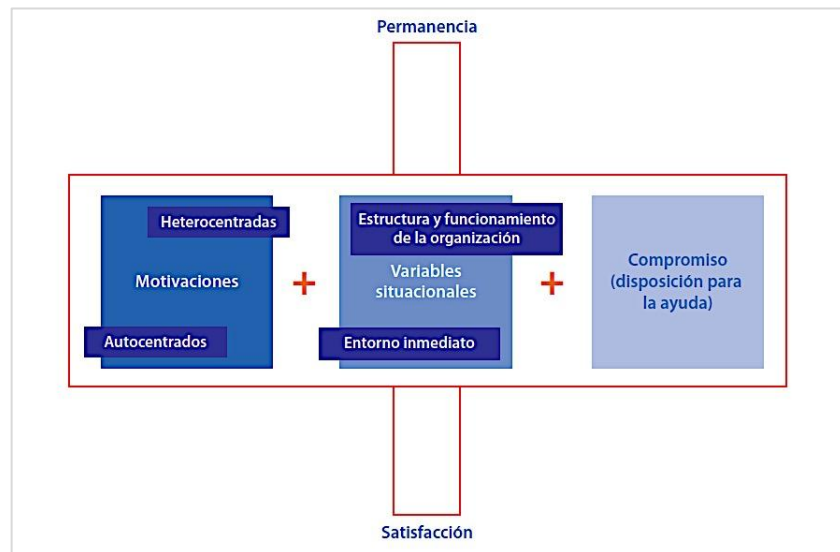 Permanencia
Heterocentradas
Motivaciones
Autocentrados
+
Estructura y funcionamiento
de la organización
Variables
situacionales
Entorno inmediato
+
Compromiso
(disposición para
la ayuda)
Satisfacción